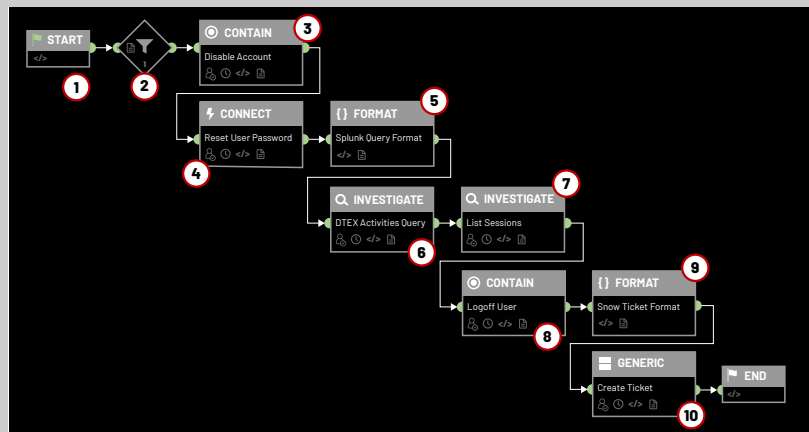 START
</>
1
1
2
CONTAIN
Disable Account
</>
3
CONNECT
Reset User Password
</>
4
{ } FORMAT
Splunk Query Format
</>
5
INVESTIGATE
DTEX Activities Query
</>
6
INVESTIGATE
List Sessions
</>
7
CONTAIN
Logoff User
</>
8
{ } FORMAT
Snow Ticket Format
</>
9
GENERIC
Create Ticket
</>
10
END
</>